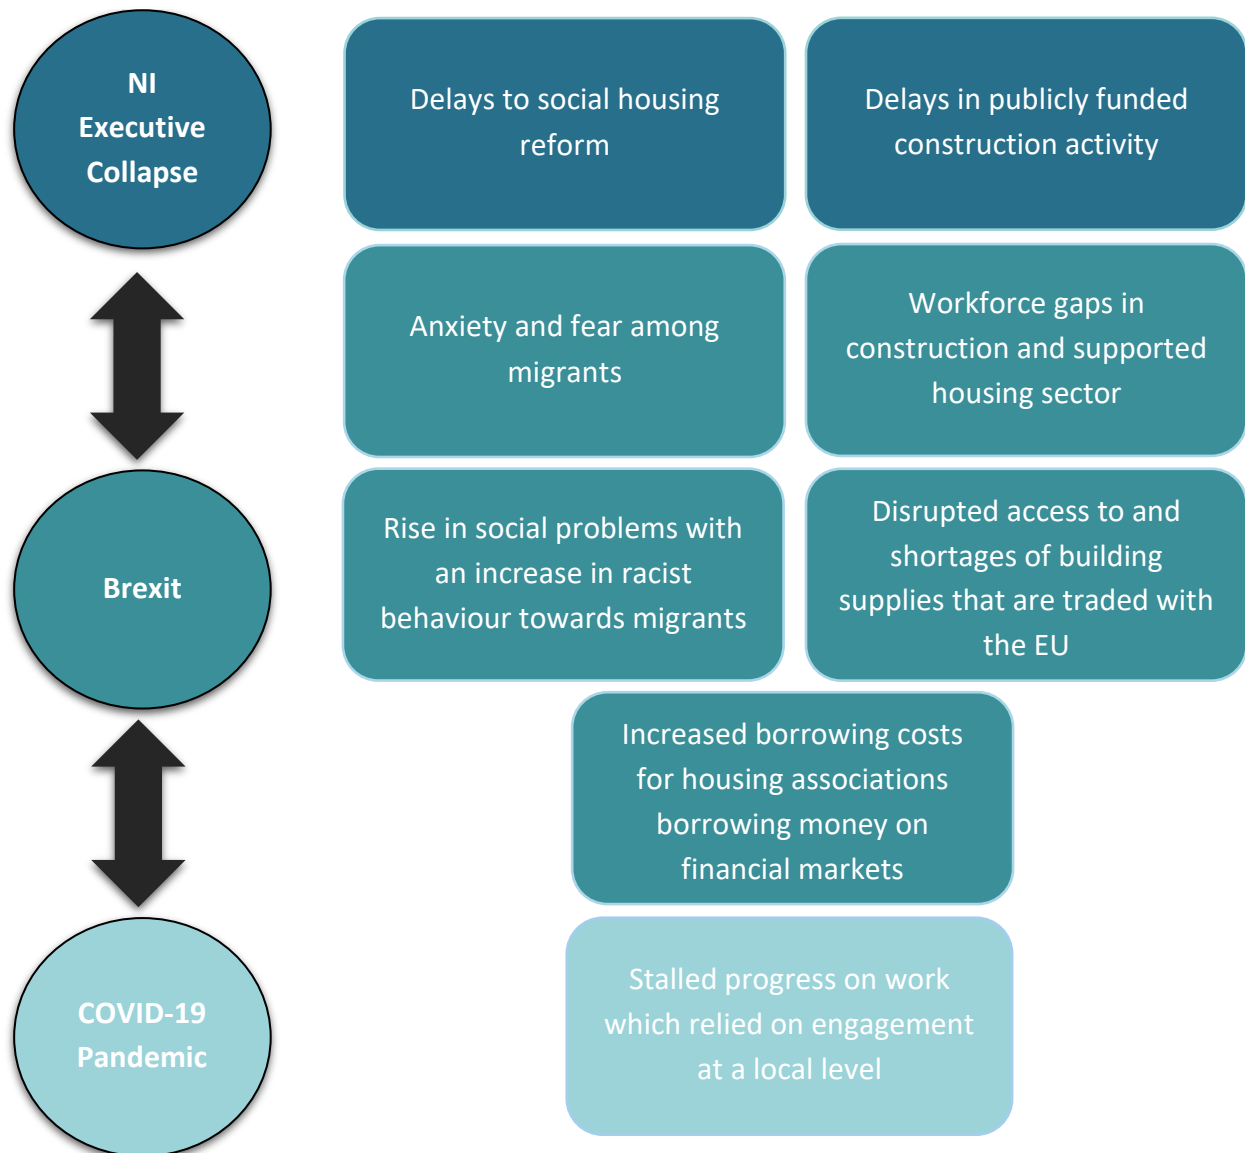 NI
Executive
Collapse
Delays to social housing
reform
Delays in publicly funded
construction activity
Anxiety and fear among
migrants
Workforce gaps in
construction and supported
housing sector
Brexit
Rise in social problems with
an increase in racist
behaviour towards migrants
Disrupted access to and
shortages of building
supplies that are traded with
the EU
Increased borrowing costs
for housing associations
borrowing money on
financial markets
COVID-19
Pandemic
Stalled progress on work
which relied on engagement
at a local level